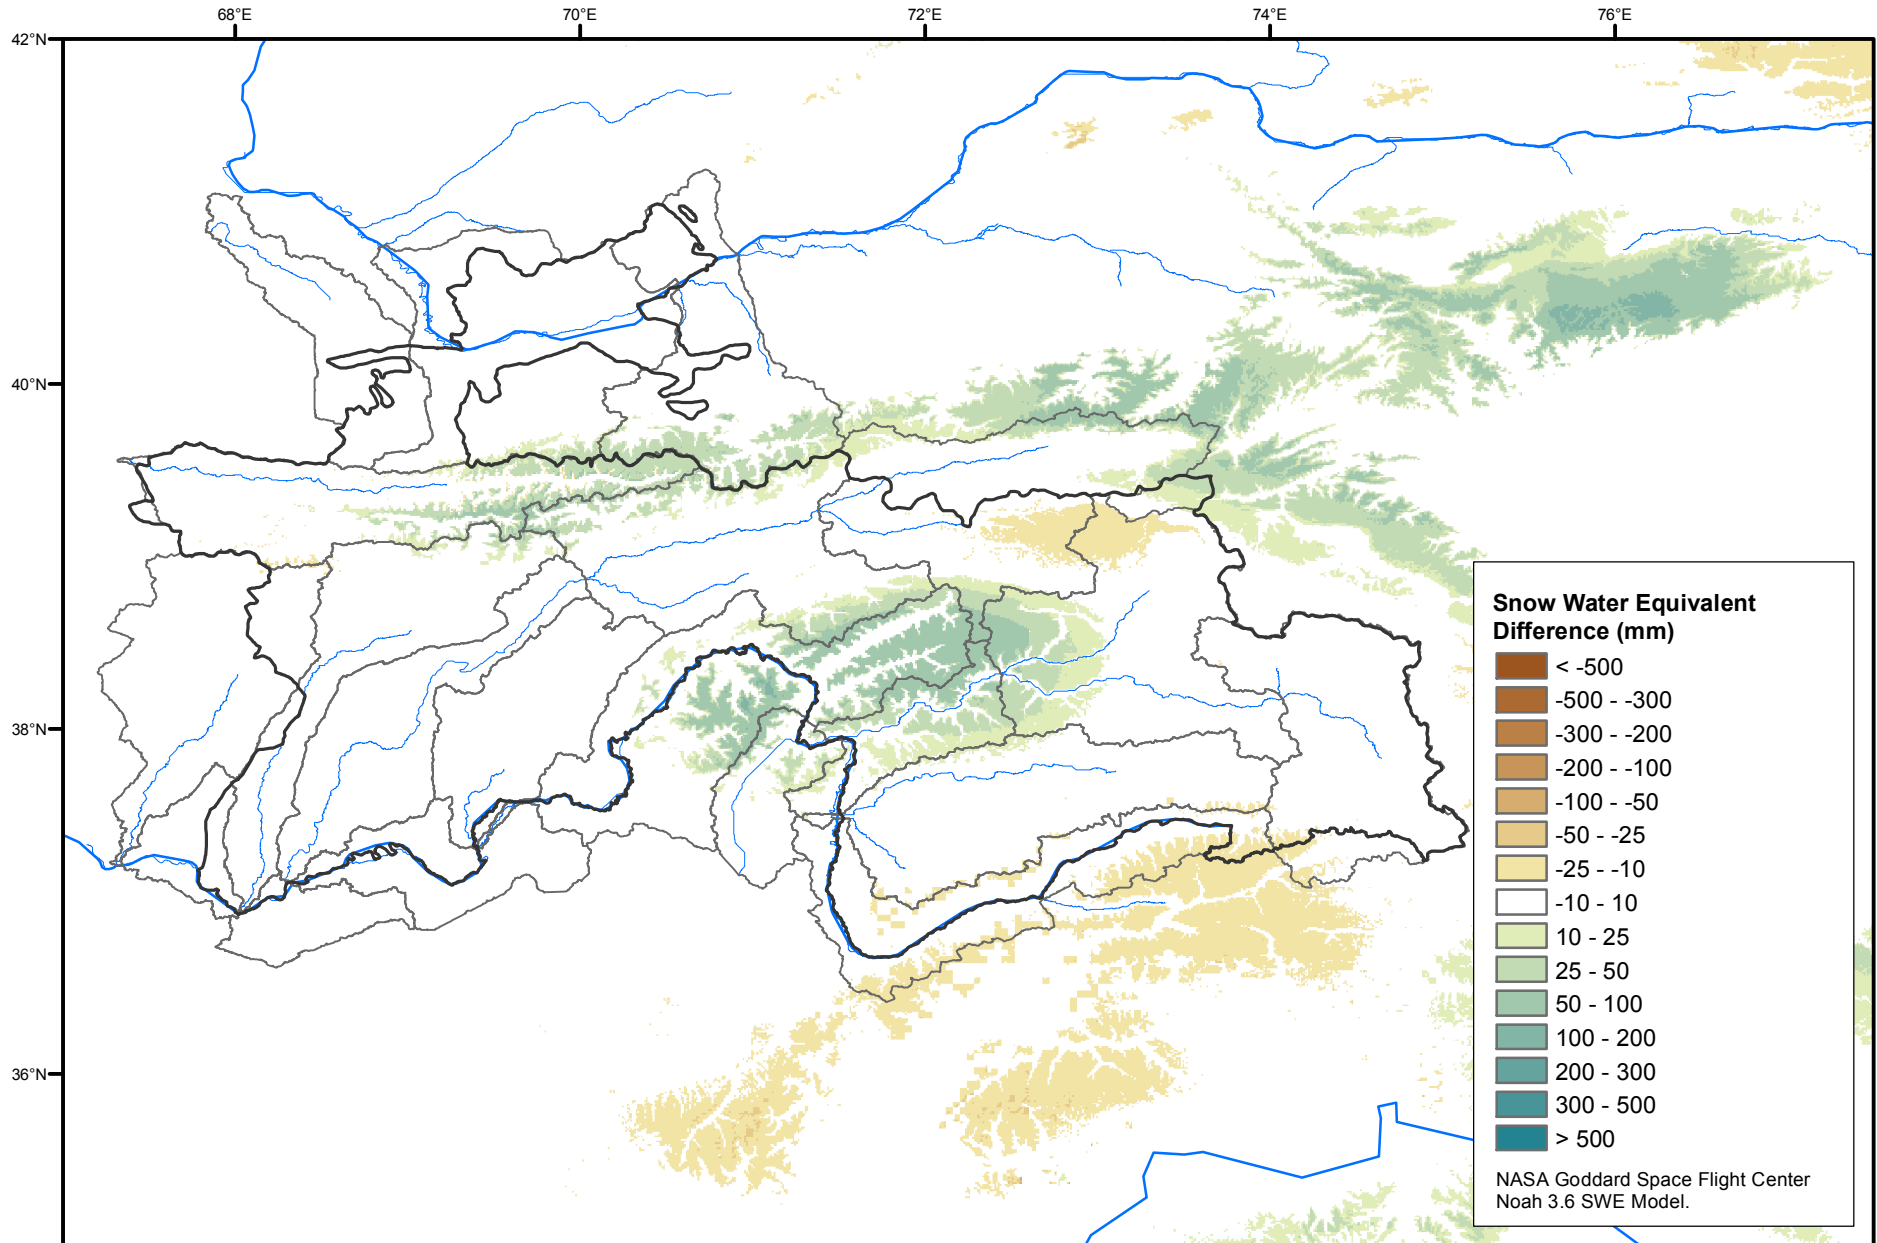 68°E
70°E
72°E
74°E
76°E
42°N
40°N
38°N
36°N
Snow Water Equivalent
Difference (mm)
< -500
-500 - -300
-300 - -200
-200 - -100
-100 - -50
-50 - -25
-25 - -10
-10 - 10
10 - 25
25 - 50
50 - 100
100 - 200
200 - 300
300 - 500
> 500
NASA Goddard Space Flight Center
Noah 3.6 SWE Model.